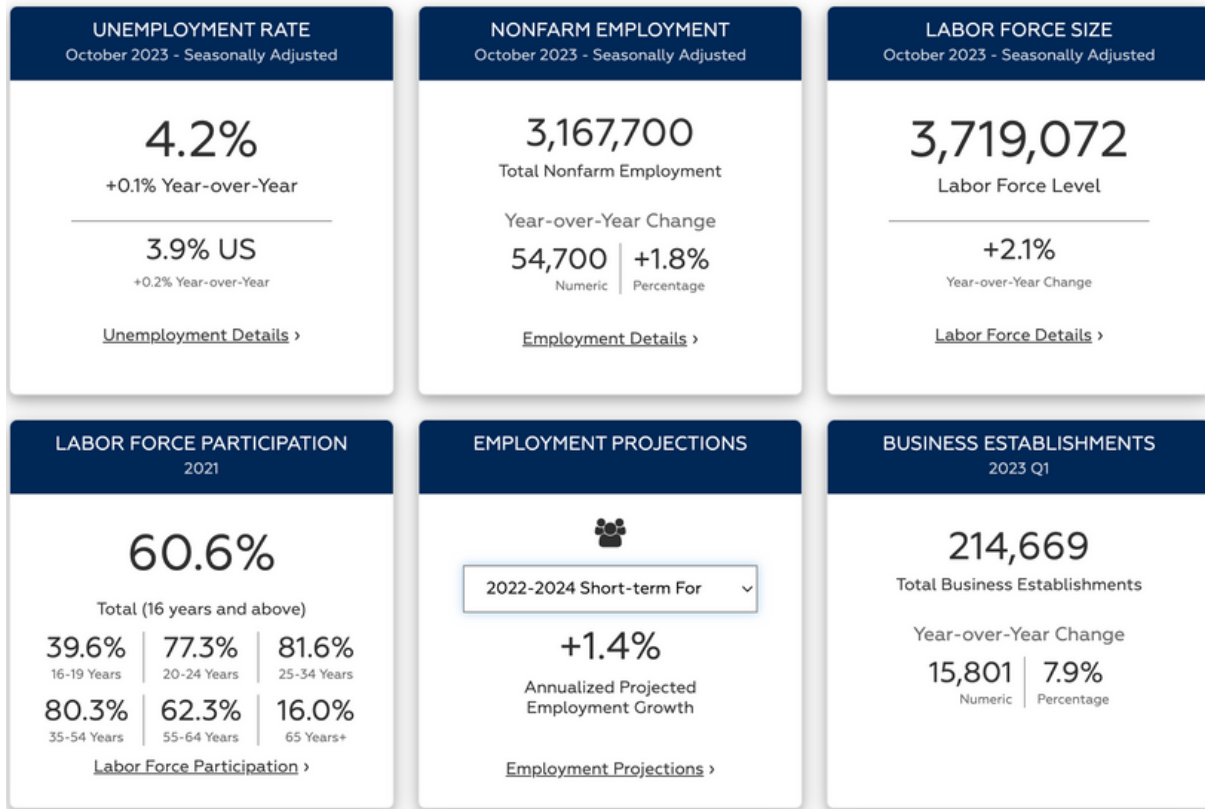 UNEMPLOYMENT RATE
October 2023 - Seasonally Adjusted
4.2%
+0.1% Year-over-Year
3.9% US
+0.2% Year-over-Year
Unemployment Details ›
NONFARM EMPLOYMENT
October 2023 - Seasonally Adjusted
3,167,700
Total Nonfarm Employment
Year-over-Year Change
54,700 +1.8%
Numeric Percentage
Employment Details ›
LABOR FORCE SIZE
October 2023 - Seasonally Adjusted
3,719,072
Labor Force Level
+2.1%
Year-over-Year Change
Labor Force Details ›
LABOR FORCE PARTICIPATION
2021
60.6%
Total (16 years and above)
39.6% 77.3% 81.6%
16-19 Years 20-24 Years 25-34 Years
80.3% 62.3% 16.0%
35-54 Years 55-64 Years 65 Years+
Labor Force Participation ›
EMPLOYMENT PROJECTIONS
2022-2024 Short-term For
+1.4%
Annualized Projected
Employment Growth
Employment Projections ›
BUSINESS ESTABLISHMENTS
2023 Q1
214,669
Total Business Establishments
Year-over-Year Change
15,801 7.9%
Numeric Percentage